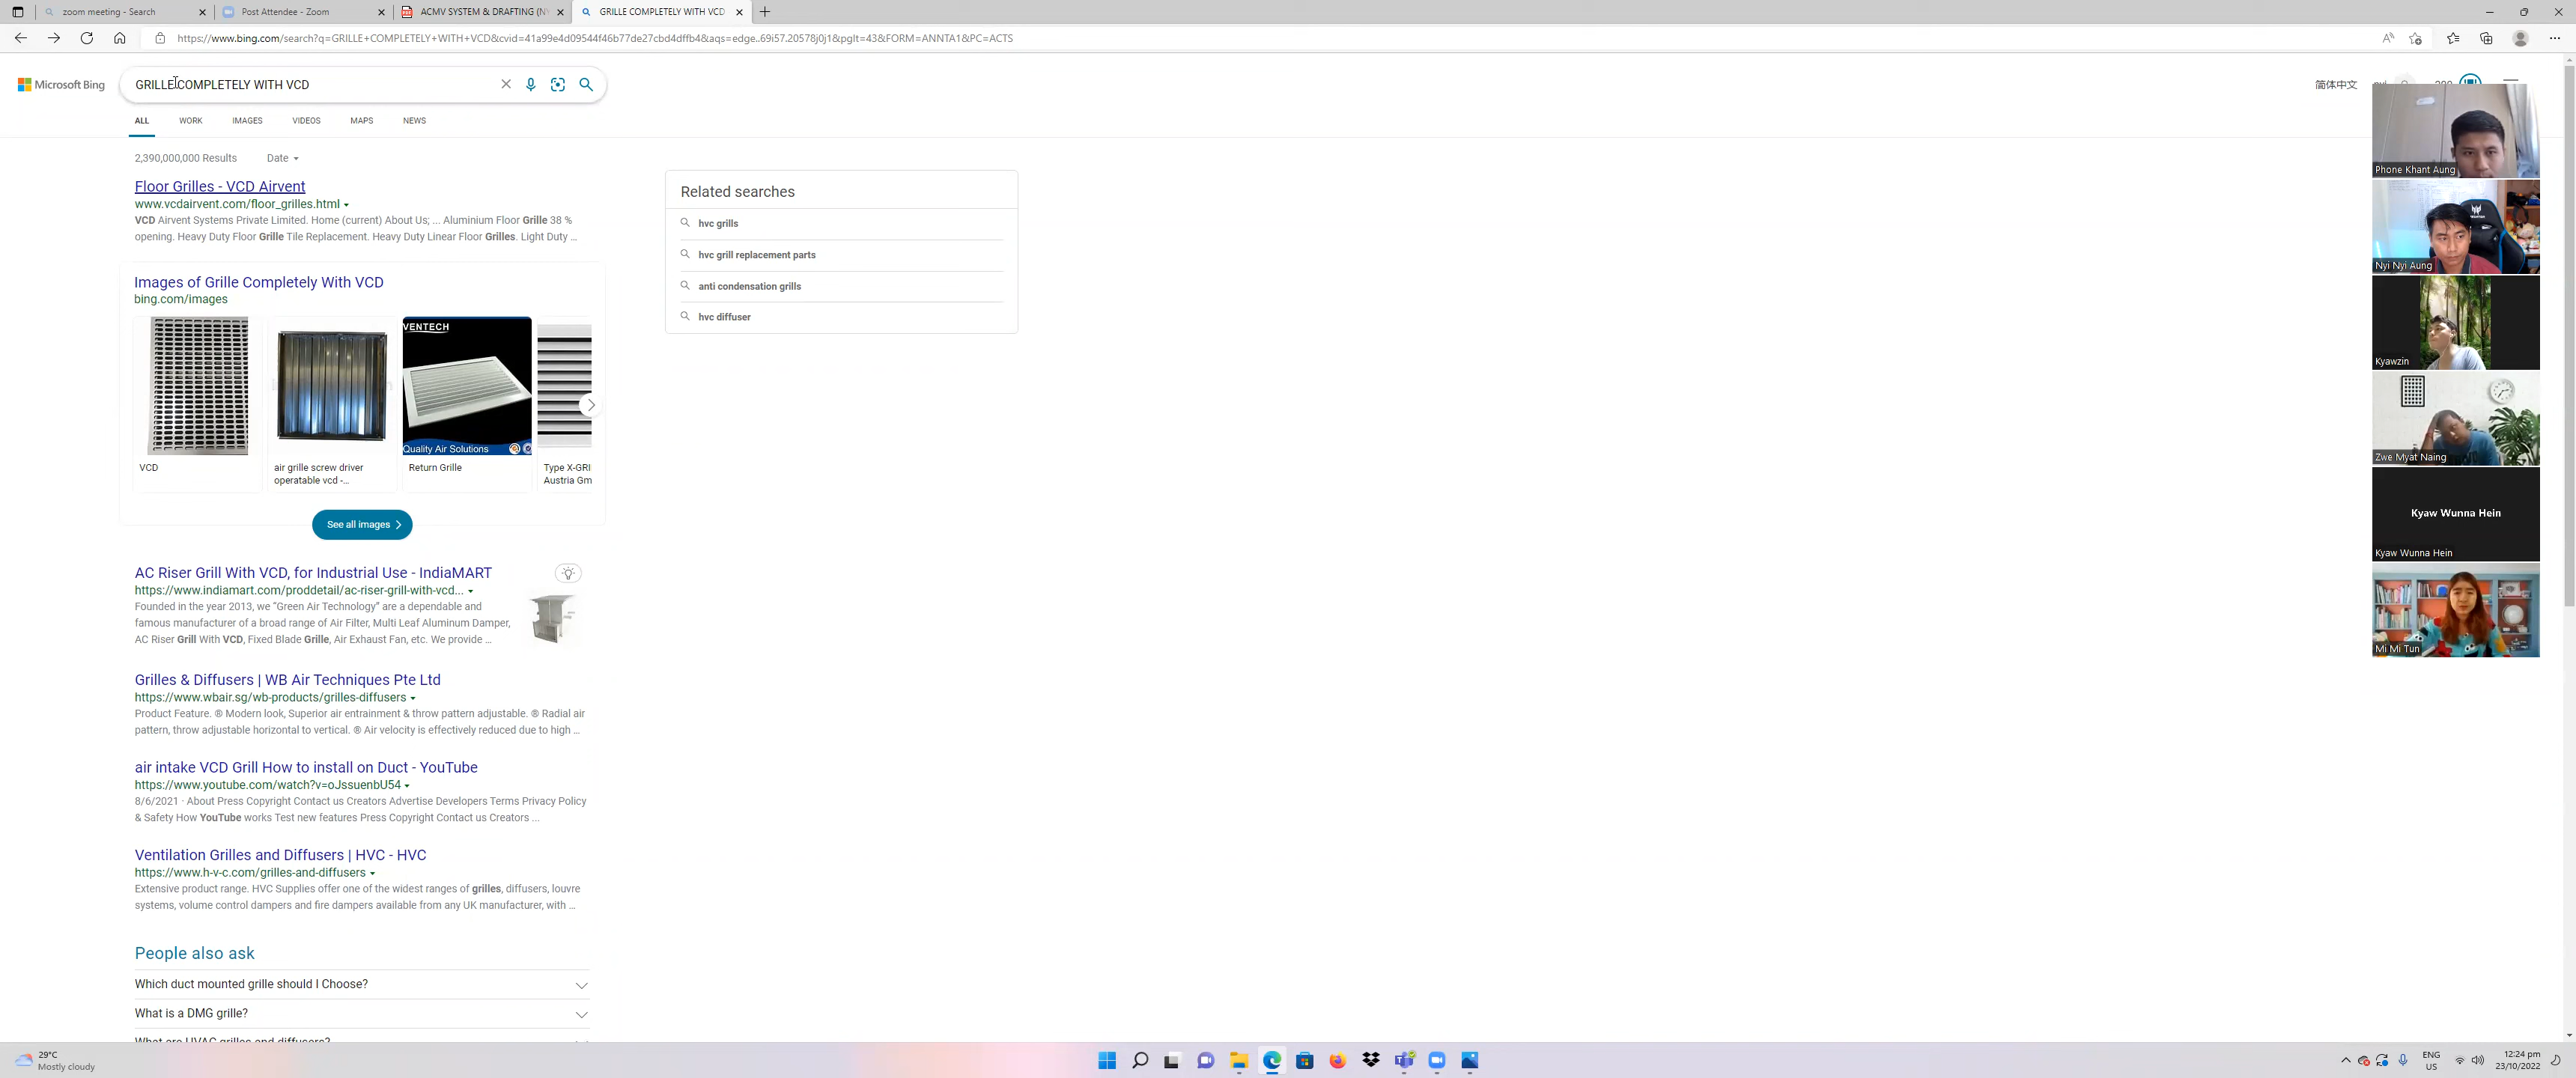 zoom meeting - Search
Post Attendee - Zoom
ACMV SYSTEM & DRAFTING (NY
GRILLE COMPLETELY WITH VCD
https://www.bing.com/search?q=GRILLE+COMPLETELY+WITH+VCD&cvid=41a99e4d09544f46b77de27cbd4dffb4&aqs=edge..69i57.20578j0j1&pglt=43&FORM=ANNTA1&PC=ACTS
Microsoft Bing
GRILLE COMPLETELY WITH VCD
简体中文
ALL
WORK
IMAGES
VIDEOS
MAPS
NEWS
2,390,000,000 Results
Date
Floor Grilles - VCD Airvent
www.vcdairvent.com/floor_grilles.html
VCD Airvent Systems Private Limited. Home (current) About Us; ... Aluminium Floor Grille 38 %
opening. Heavy Duty Floor Grille Tile Replacement. Heavy Duty Linear Floor Grilles. Light Duty ...
Images of Grille Completely With VCD
bing.com/images
VENTECH
Quality Air Solutions
VCD
air grille screw driver
operatable vcd -...
Return Grille
Type X-GRI
Austria Gm
See all images
AC Riser Grill With VCD, for Industrial Use - IndiaMART
https://www.indiamart.com/proddetail/ac-riser-grill-with-vcd...
Founded in the year 2013, we "Green Air Technology" are a dependable and
famous manufacturer of a broad range of Air Filter, Multi Leaf Aluminum Damper,
AC Riser Grill With VCD, Fixed Blade Grille, Air Exhaust Fan, etc. We provide ...
Grilles & Diffusers | WB Air Techniques Pte Ltd
https://www.wbair.sg/wb-products/grilles-diffusers
Product Feature. ® Modern look, Superior air entrainment & throw pattern adjustable. ® Radial air
pattern, throw adjustable horizontal to vertical. ® Air velocity is effectively reduced due to high ...
air intake VCD Grill How to install on Duct - YouTube
https://www.youtube.com/watch?v=oJssuenbU54
8/6/2021 · About Press Copyright Contact us Creators Advertise Developers Terms Privacy Policy
& Safety How YouTube works Test new features Press Copyright Contact us Creators ...
Ventilation Grilles and Diffusers | HVC - HVC
https://www.h-v-c.com/grilles-and-diffusers
Extensive product range. HVC Supplies offer one of the widest ranges of grilles, diffusers, louvre
systems, volume control dampers and fire dampers available from any UK manufacturer, with ...
People also ask
Which duct mounted grille should I Choose?
What is a DMG grille?
What are HVAC grilles and diffusers?
Related searches
hvc grills
hvc grill replacement parts
anti condensation grills
hvc diffuser
Phone Khant Aung
Nyi Nyi Aung
Kyawzin
Zwe Myat Naing
Kyaw Wunna Hein
Kyaw Wunna Hein
Mi Mi Tun
29°C
Mostly cloudy
ENG
US
12:24 pm
23/10/2022